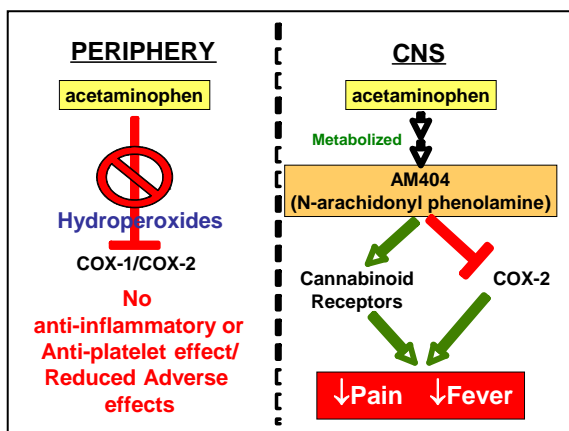 PERIPHERY
acetaminophen
Hydroperoxides
COX-1/COX-2
No
anti-inflammatory or
Anti-platelet effect/
Reduced Adverse
effects
CNS
acetaminophen
Metabolized
AM404
(N-arachidonyl phenolamine)
Cannabinoid
Receptors
COX-2
↓Pain ↓Fever